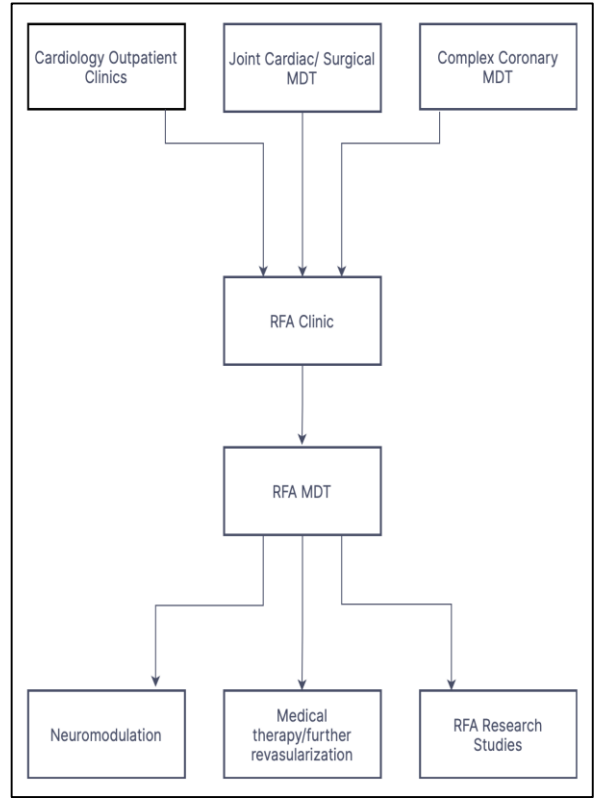 Cardiology Outpatient
Clinics
Joint Cardiac/ Surgical
MDT
Complex Coronary
MDT
RFA Clinic
RFA MDT
Neuromodulation
Medical
therapy/further
revasularization
RFA Research
Studies